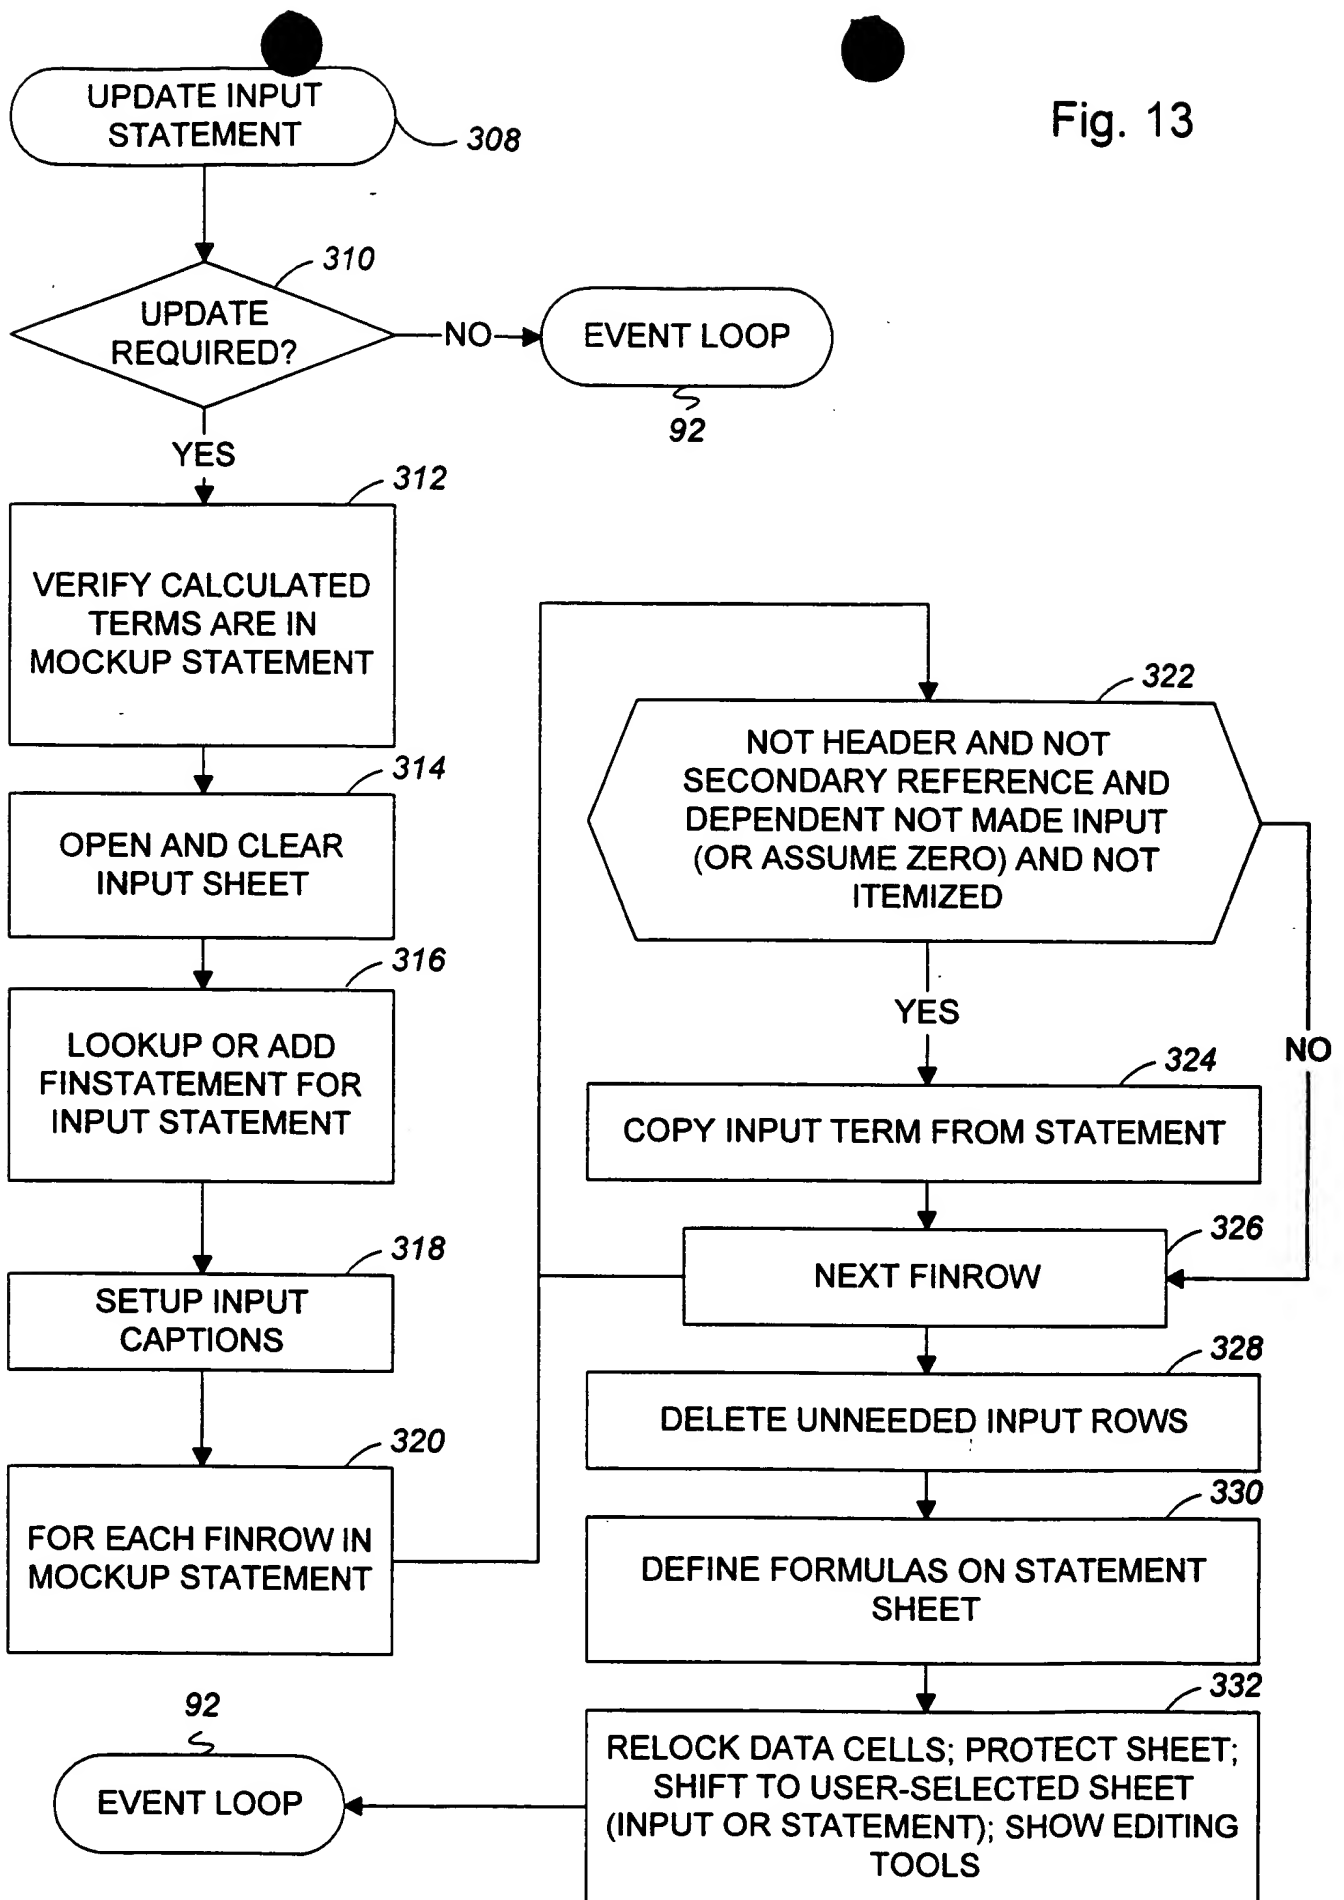 Fig. 13
UPDATE INPUT
STATEMENT
308
310
UPDATE
REQUIRED?
NO
EVENT LOOP
92
YES
312
VERIFY CALCULATED
TERMS ARE IN
MOCKUP STATEMENT
314
OPEN AND CLEAR
INPUT SHEET
316
LOOKUP OR ADD
FINSTATEMENT FOR
INPUT STATEMENT
318
SETUP INPUT
CAPTIONS
320
FOR EACH FINROW IN
MOCKUP STATEMENT
322
NOT HEADER AND NOT
SECONDARY REFERENCE AND
DEPENDENT NOT MADE INPUT
(OR ASSUME ZERO) AND NOT
ITEMIZED
YES
NO
324
COPY INPUT TERM FROM STATEMENT
326
NEXT FINROW
328
DELETE UNNEEDED INPUT ROWS
330
DEFINE FORMULAS ON STATEMENT
SHEET
332
RELOCK DATA CELLS; PROTECT SHEET;
SHIFT TO USER-SELECTED SHEET
(INPUT OR STATEMENT); SHOW EDITING
TOOLS
92
EVENT LOOP